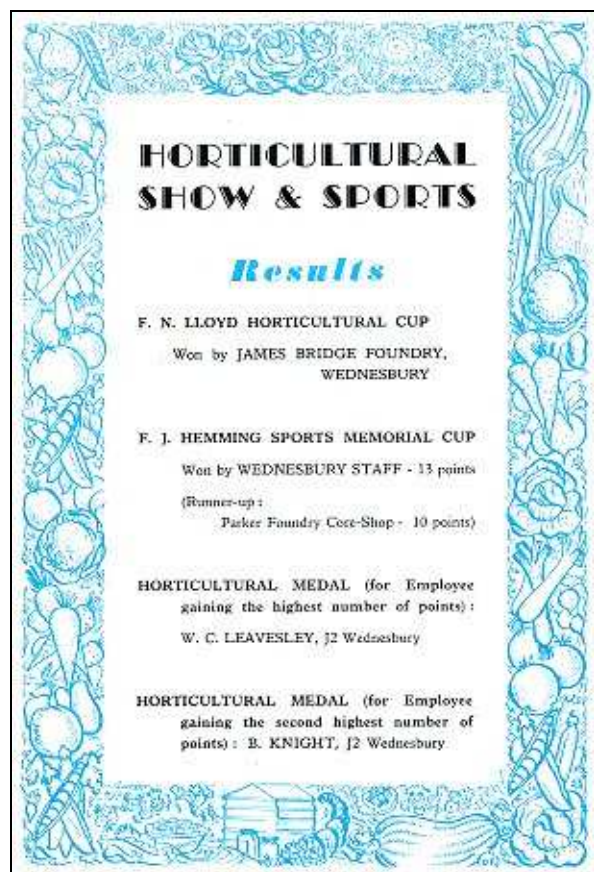 HORTICULTURAL
SHOW & SPORTS
Results
F. N. LLOYD HORTICULTURAL CUP
Won by JAMES BRIDGE FOUNDRY,
WEDNESBURY
F. J. HEMMING SPORTS MEMORIAL CUP
Won by WEDNESBURY STAFF - 13 points
(Runner-up :
Parker Foundry Core-Shop - 10 points)
HORTICULTURAL MEDAL (for Employee
gaining the highest number of points) :
W. C. LEAVESLEY, J2 Wednesbury
HORTICULTURAL MEDAL (for Employee
gaining the second highest number of
points) : B. KNIGHT, J2 Wednesbury